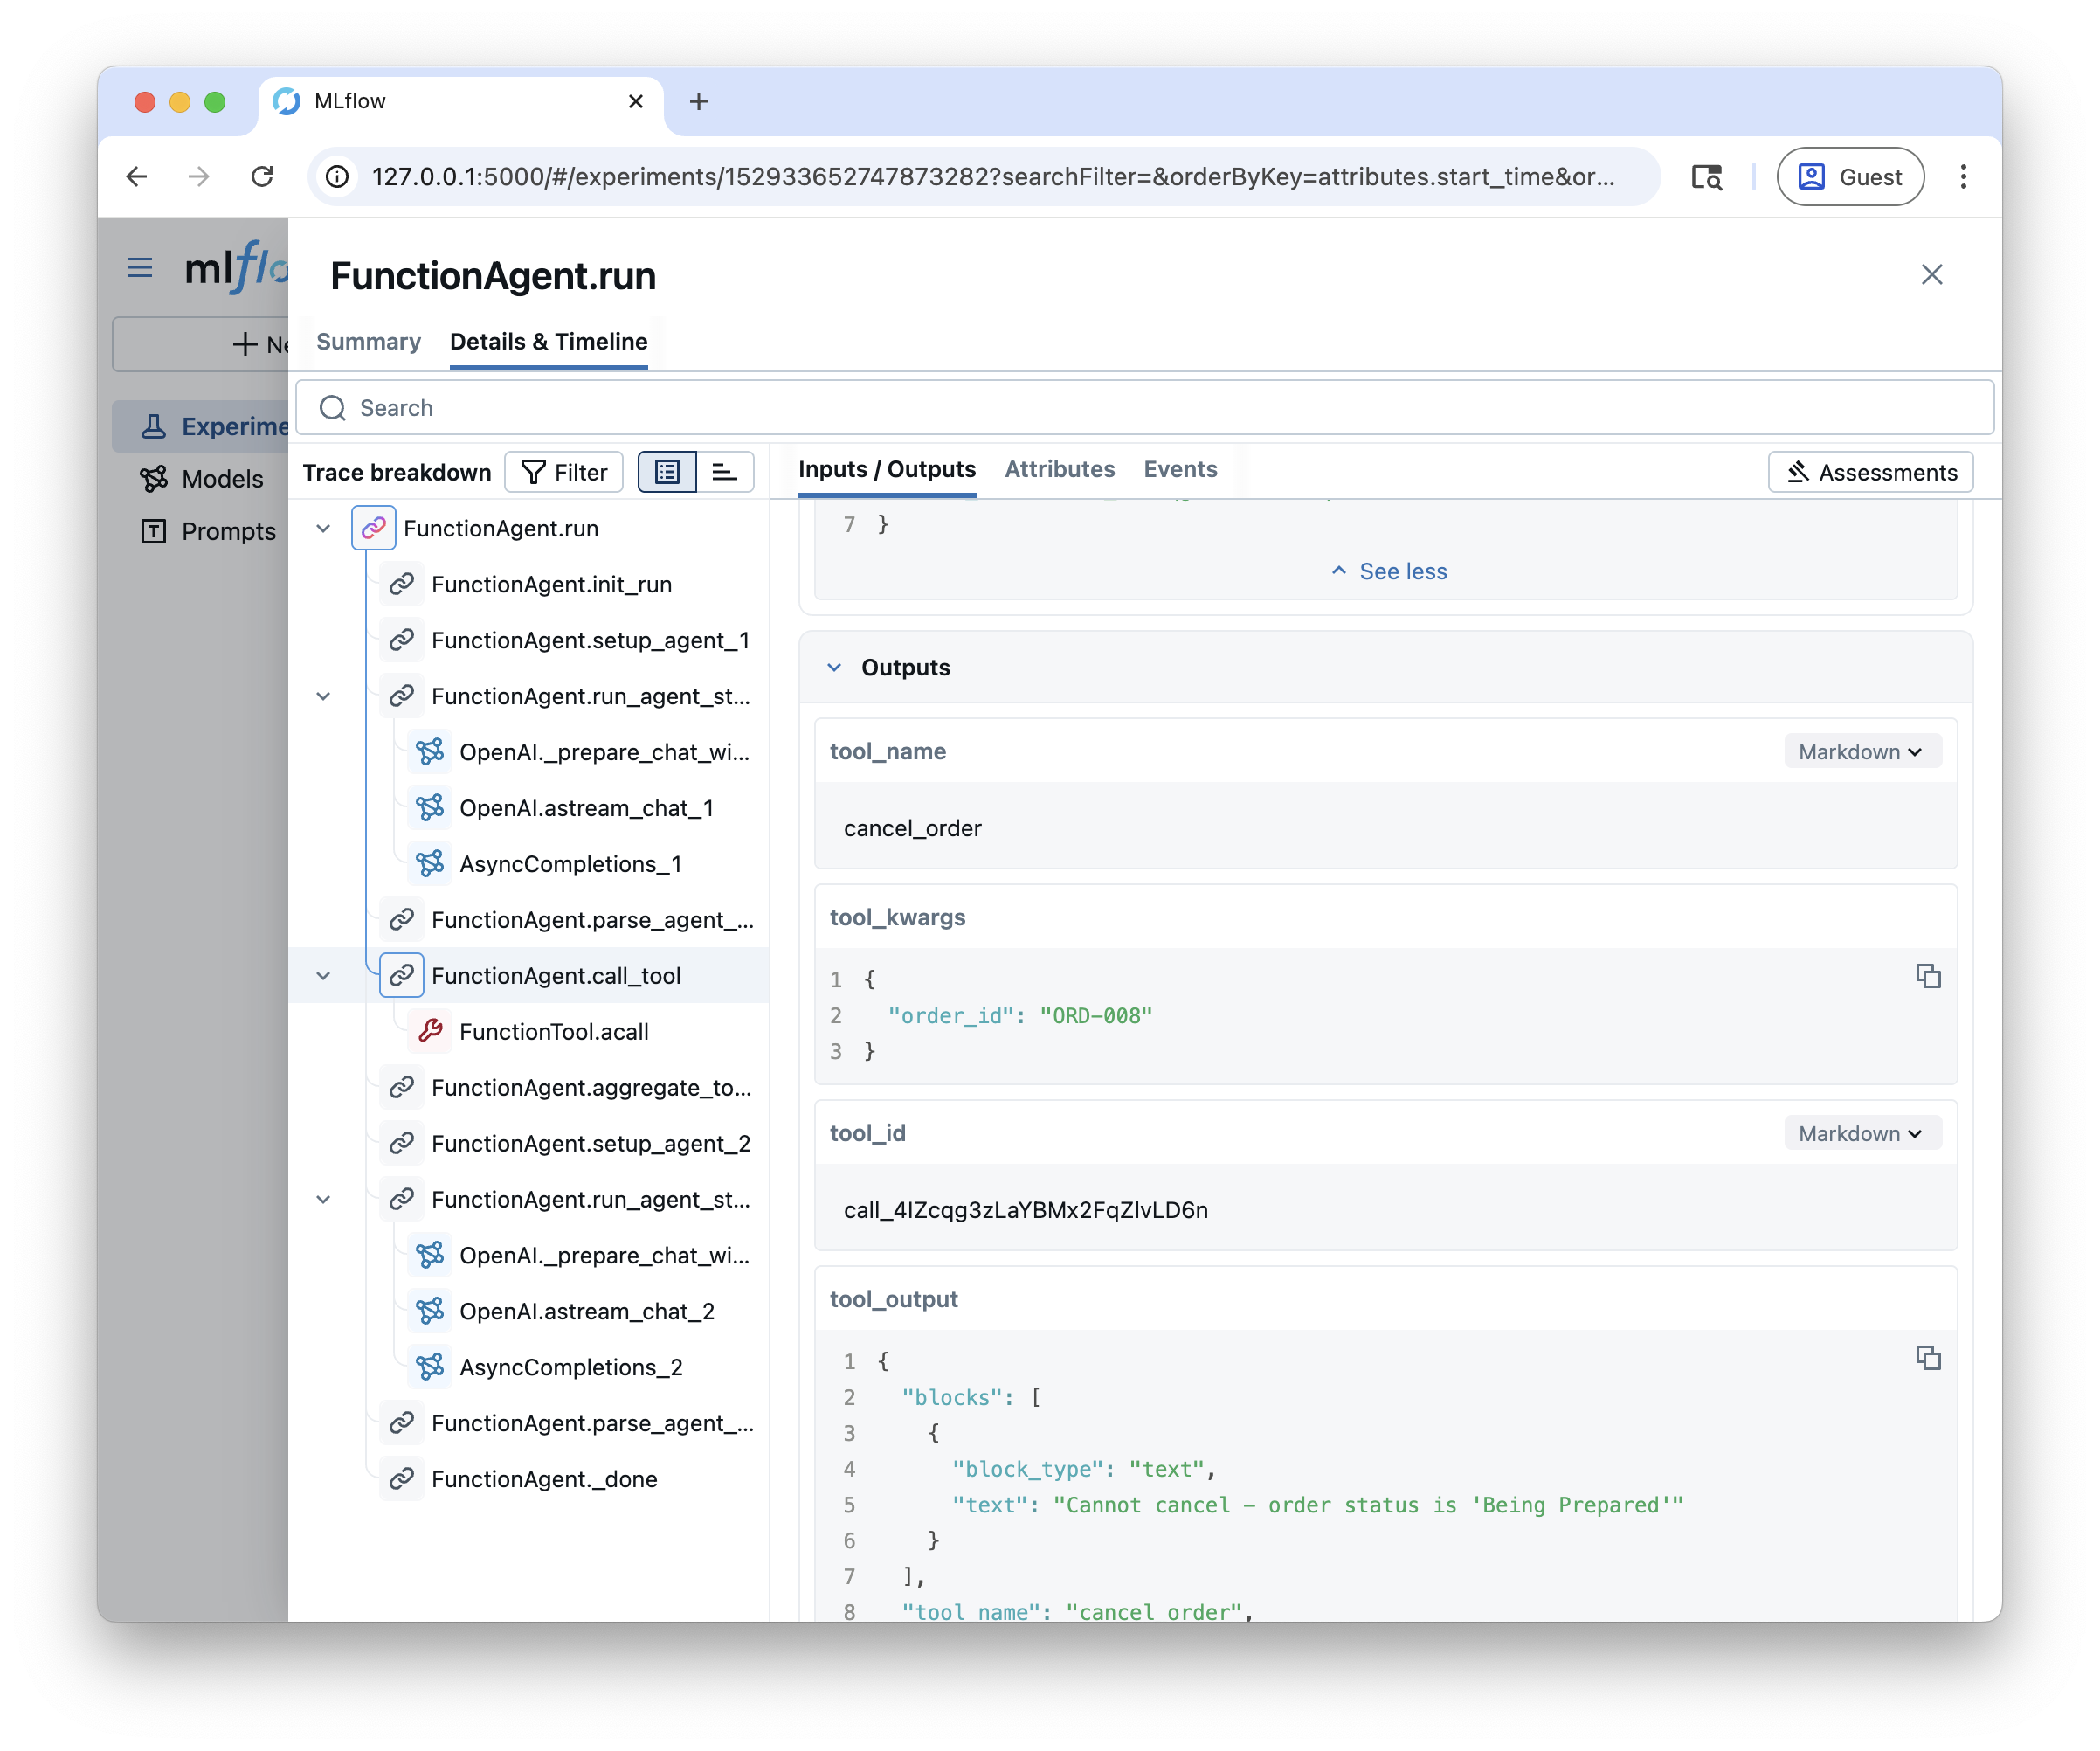 MLflow
127.0.0.1:5000/#/experiments/152933652747873282?searchFilter=&orderByKey=attributes.start_time&or...
Guest
mlflo
Ne
Experime
Models
Prompts
FunctionAgent.run
Summary
Details & Timeline
Search
Trace breakdown
Filter
FunctionAgent.run
FunctionAgent.init_run
FunctionAgent.setup_agent_1
FunctionAgent.run_agent_st...
OpenAI._prepare_chat_wi...
OpenAI.astream_chat_1
AsyncCompletions_1
FunctionAgent.parse_agent_...
FunctionAgent.call_tool
FunctionTool.acall
FunctionAgent.aggregate_to...
FunctionAgent.setup_agent_2
FunctionAgent.run_agent_st...
OpenAI._prepare_chat_wi...
OpenAI.astream_chat_2
AsyncCompletions_2
FunctionAgent.parse_agent_...
FunctionAgent._done
Inputs / Outputs
Attributes
Events
Assessments
7 }
See less
Outputs
tool_name
Markdown
cancel_order
tool_kwargs
1 {
2 "order_id": "ORD-008"
3 }
tool_id
Markdown
call_4IZcqg3zLaYBMx2FqZlvLD6n
tool_output
1 {
2 "blocks": [
3 {
4 "block_type": "text",
5 "text": "Cannot cancel - order status is 'Being Prepared'"
6 }
7 ],
8 "tool_name": "cancel_order",